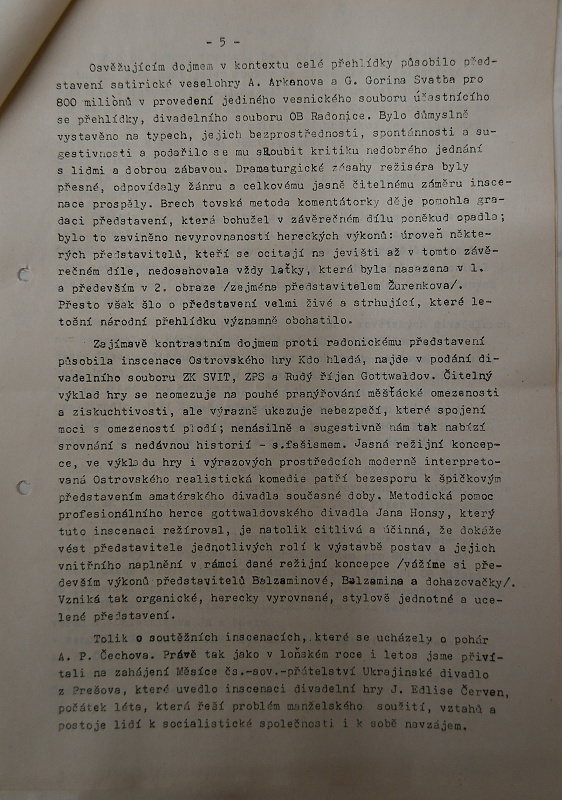 - 5 -
Osvěžujícím dojmem v kontextu celé přehlídky působilo před-
stavení satirické veselohry A. Arkanova a G. Gorina Svatba pro
800 milionů v provedení jediného vesnického souboru účastnícího
se přehlídky, divadelního souboru OB Radonice. Bylo důmyslně
vystavěno na typech, jejich bezprostřednosti, spontánnosti a su-
gestivnosti a podařilo se mu skloubit kritiku nedobrého jednání
s lidmi a dobrou zábavou. Dramaturgické zásahy režiséra byly
přesné, odpovídaly žánru a celkovému jasně čitelnému záměru insce-
nace prospěly. Brech tovská metoda komentátorky děje pomohla gra-
daci představení, která bohužel v závěrečném dílu poněkud opadla;
bylo to zaviněno nevyrovnaností hereckých výkonů: úroveň někte-
rých představitelů, kteří se ocitají na jevišti až v tomto závě-
rečném díle, nedosahovala vždy laťky, která byla nasazena v 1.
a především v 2. obraze /zejména představitelem Žurenkova/.
Přesto však šlo o představení velmi živé a strhující, které le-
tošní národní přehlídku významně obohatilo.
Zajímavě kontrastním dojmem proti radonickému představení
působila inscenace Ostrovského hry Kdo hledá, najde v podání di-
vadelního souboru ZK SVIT, ZPS a Rudý říjen Gottwaldov. Čitelný
výklad hry se neomezuje na pouhé pranýřování měšťácké omezenosti
a ziskuchtivosti, ale výrazně ukazuje nebezpečí, které spojení
moci s omezeností plodí; nenásilně a sugestivně nám tak nabízí
srovnání s nedávnou historií - s.fašismem. Jasná režijní koncep-
ce, ve výkladu hry i výrazových prostředcích moderně interpreto-
vaná Ostrovského realistická komedie patří bezesporu k špičkovým
představením amatérského divadla současné doby. Metodická pomoc
profesionálního herce gottwaldovského divadla Jana Honsy, který
tuto inscenaci režíroval, je natolik citlivá a účinná, že dokáže
vést představitele jednotlivých rolí k výstavbě postav a jejich
vnitřního naplnění v rámci dané režijní koncepce /vážíme si pře-
devším výkonů představitelů Balzaminové, Balzamina a dohazovačky/.
Vzniká tak organické, herecky vyrovnané, stylově jednotné a uce-
lené představení.
Tolik o soutěžních inscenacích, které se ucházely o pohár
A. P. Čechova. Právě tak jako v loňském roce i letos jsme přiví-
tali na zahájení Měsíce čs.-sov.-přátelství Ukrajinské divadlo
z Prešova, které uvedlo inscenaci divadelní hry J. Edlise Červen,
počátek léta, která řeší problém manželského soužití, vztahů a
postoje lidí k socialistické společnosti i k sobě navzájem.